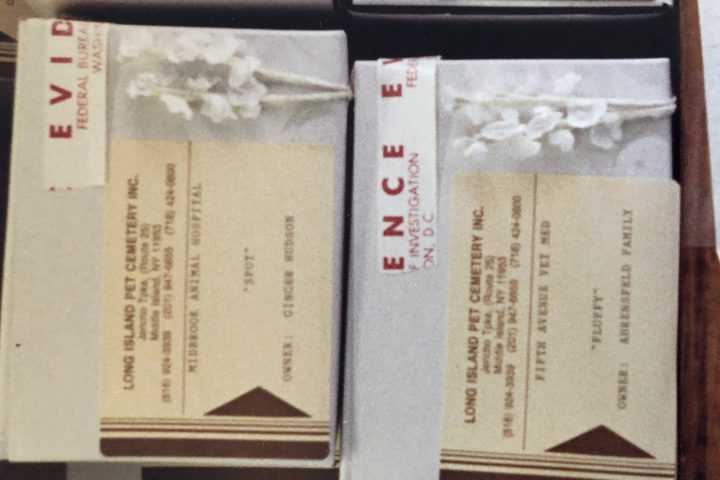 EVID
FEDERAL BUREAU
WASH
LONG ISLAND PET CEMETERY INC.
Jericho Tpke. (Route 25)
Middle Island, NY 11953
(516) 924-3939 (201) 947-6655 (718) 424-0800
MIDBROOK ANIMAL HOSPITAL
"SPOT"
OWNER: GINGER HUDSON
ENCE
F INVESTIGATION
ON, D.C.
E V
FEDE
LONG ISLAND PET CEMETERY INC.
Jericho Tpke. (Route 25)
Middle Island, NY 11953
(516) 924-3939 (201) 947-6655 (718) 424-0800
FIFTH AVENUE VET MED
"FLUFFY"
OWNER: AHRENSFELD FAMILY